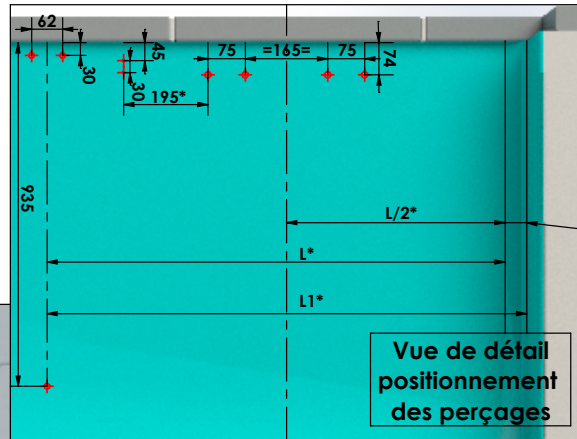 62
30
45
30
195*
75
=165=
75
74
935
L/2*
L*
L1*
Vue de détail
positionnement
des perçages